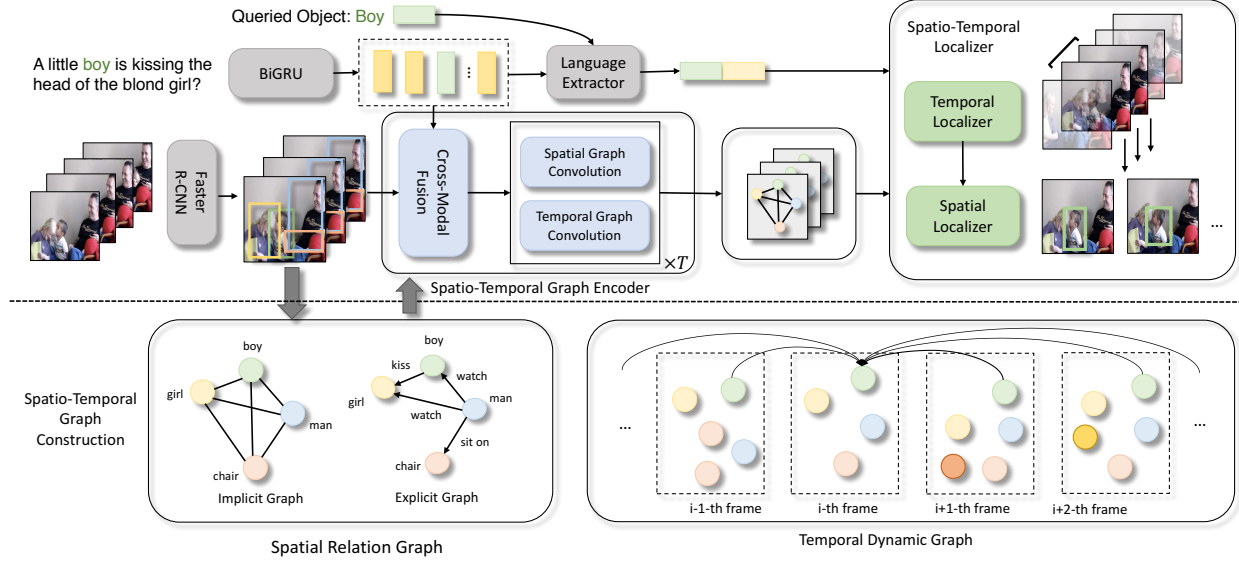 Queried Object: Boy
A little boy is kissing the
head of the blond girl?
BiGRU
...
Language
Extractor
Spatio-Temporal
Localizer
Temporal
Localizer
Spatial
Localizer
...
Faster
R-CNN
Cross-Modal
Fusion
Spatial Graph
Convolution
Temporal Graph
Convolution
×T
Spatio-Temporal Graph Encoder
Spatio-Temporal
Graph
Construction
boy
girl
man
chair
Implicit Graph
boy
kiss
watch
girl
man
watch
sit on
chair
Explicit Graph
Spatial Relation Graph
...
...
i-1-th frame
i-th frame
i+1-th frame
i+2-th frame
Temporal Dynamic Graph